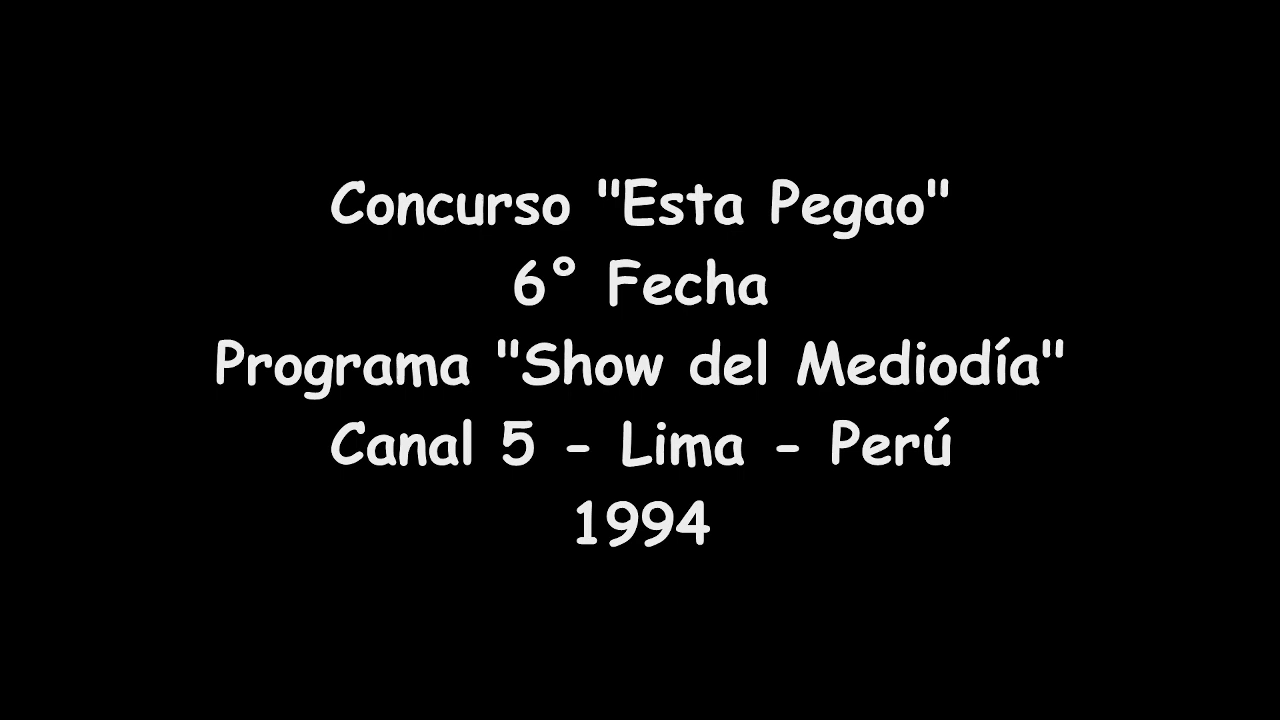 Concurso "Esta Pegao"
6° Fecha
Programa "Show del Mediodía"
Canal 5 - Lima - Perú
1994